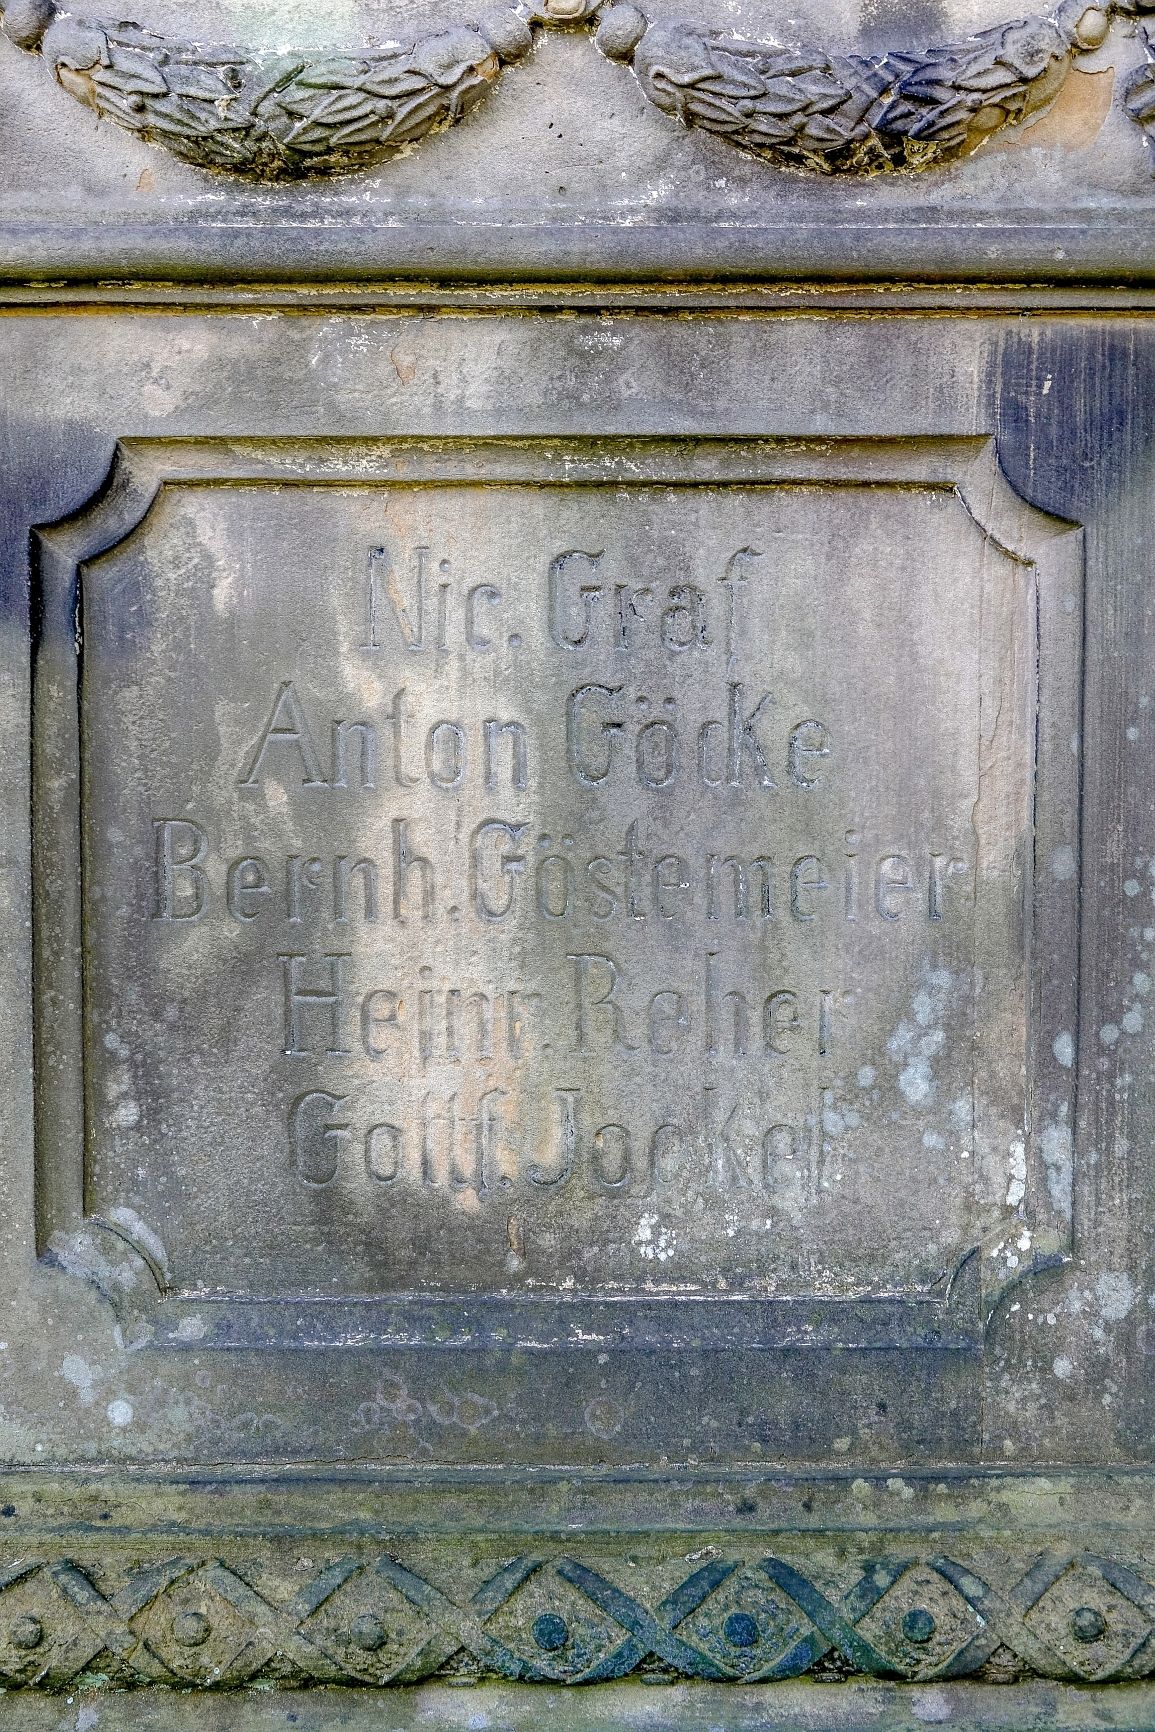 Nic. Graf
Anton Göcke
Bernh. Göstemeier
Heinr. Reher
Gottf. Jockel